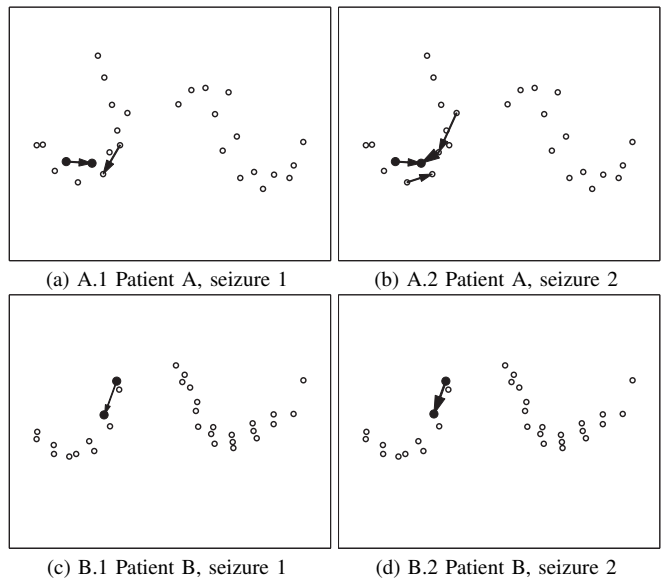 (a) A.1 Patient A, seizure 1
(b) A.2 Patient A, seizure 2
(c) B.1 Patient B, seizure 1
(d) B.2 Patient B, seizure 2